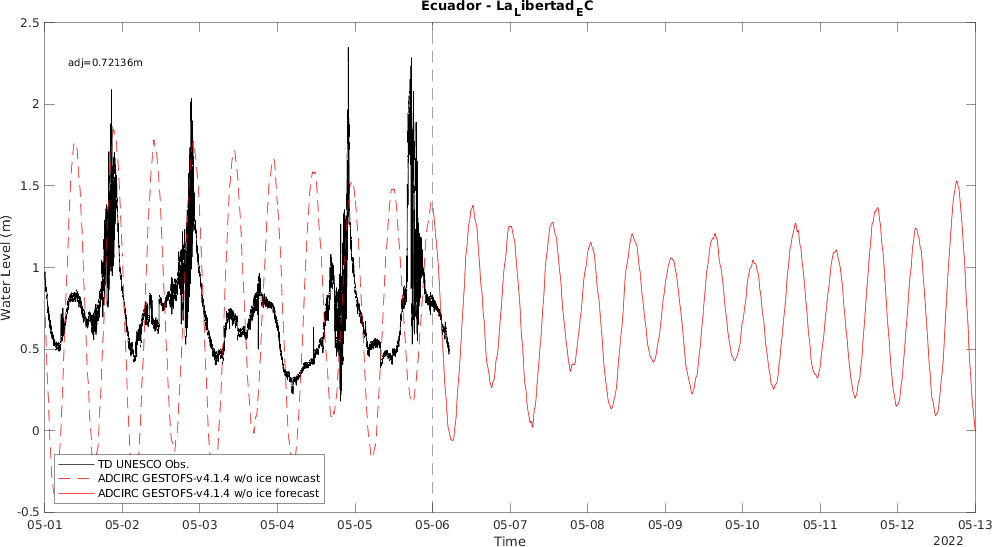 Ecuador - LaLibertadEC
2.5
adj=0.72136m
2
1.5
1
0.5
0
-0.5
Water Level (m)
TD UNESCO Obs.
ADCIRC GESTOFS-v4.1.4 w/o ice nowcast
ADCIRC GESTOFS-v4.1.4 w/o ice forecast
05-01 05-02 05-03 05-04 05-05 05-06 05-07 05-08 05-09 05-10 05-11 05-12 05-13
Time
2022